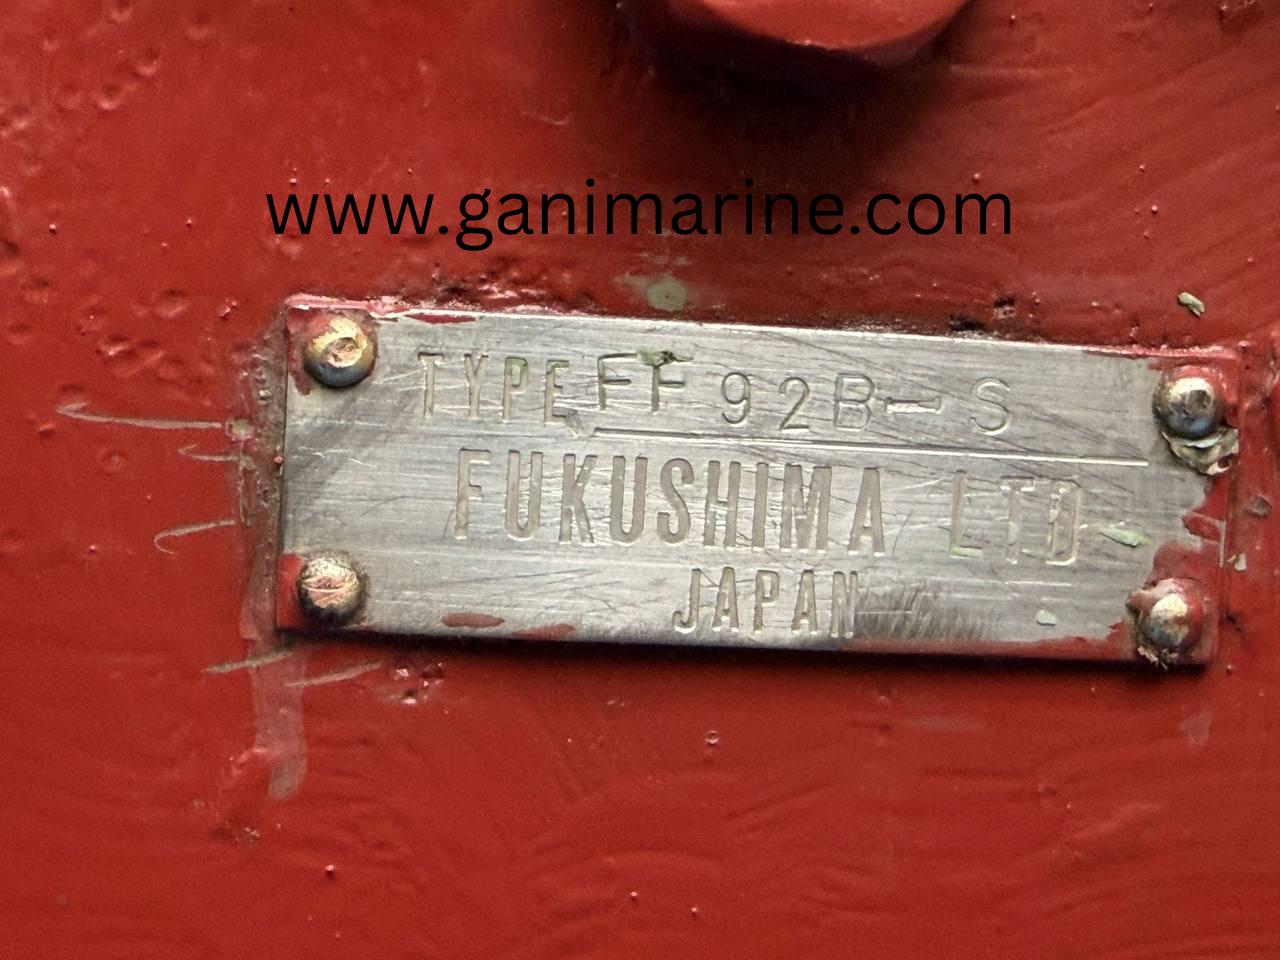 www.ganimarine.com
TYPE FF 92B-S
FUKUSHIMA LTD
JAPAN